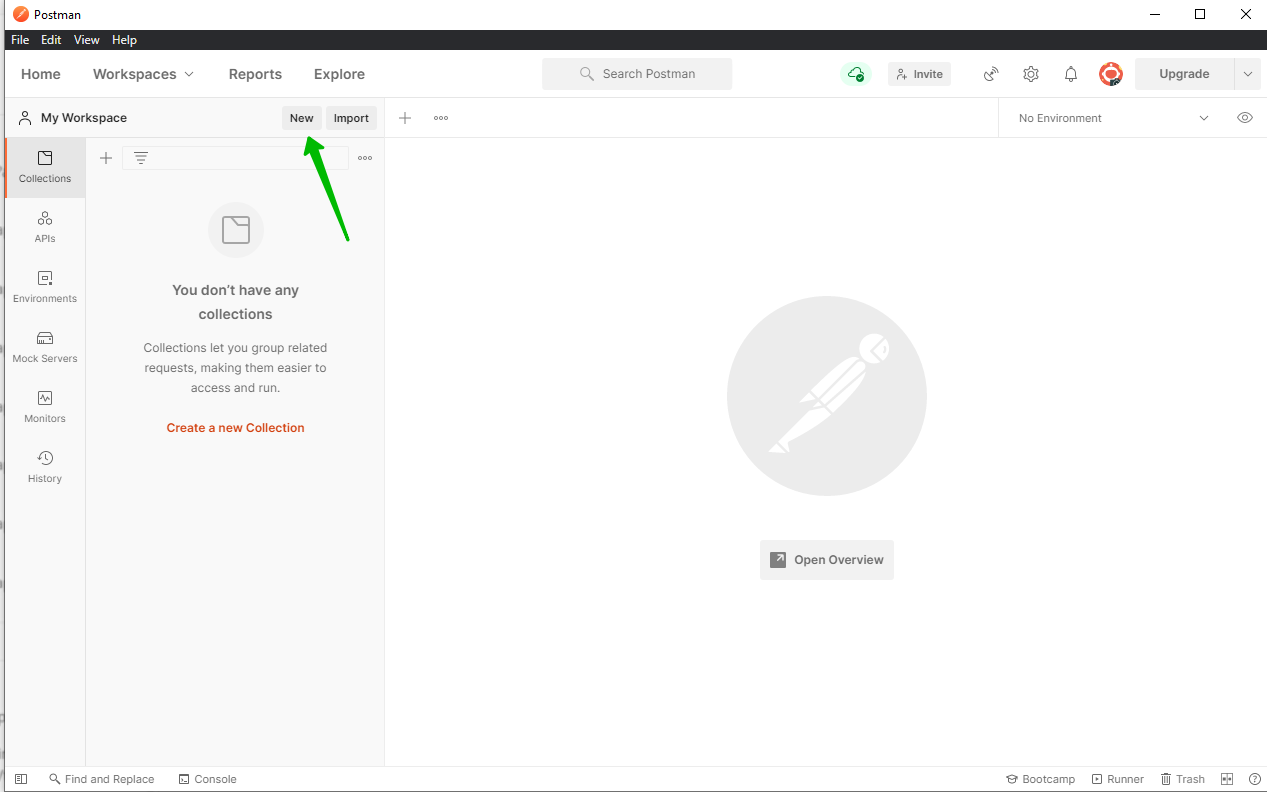 Postman
File Edit View Help
Home Workspaces Reports Explore Search Postman Invite Upgrade
My Workspace New Import No Environment
Collections
APIs
Environments
Mock Servers
Monitors
History
You don’t have any
collections
Collections let you group related
requests, making them easier to
access and run.
Create a new Collection
Open Overview
Find and Replace Console Bootcamp Runner Trash